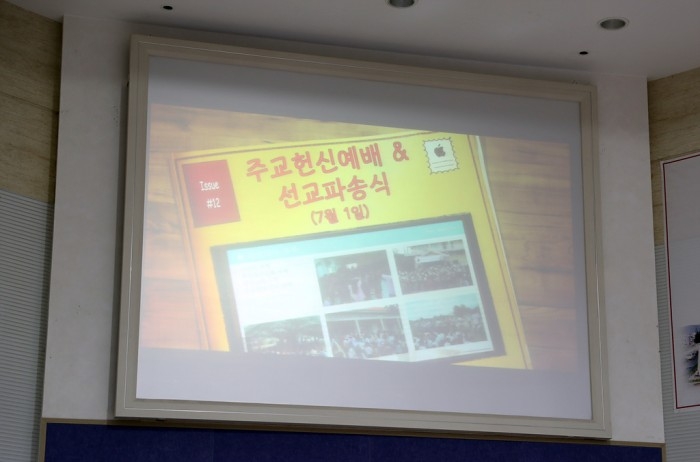 Issue
#12
주교헌신예배 &
선교파송식
(7월 1일)